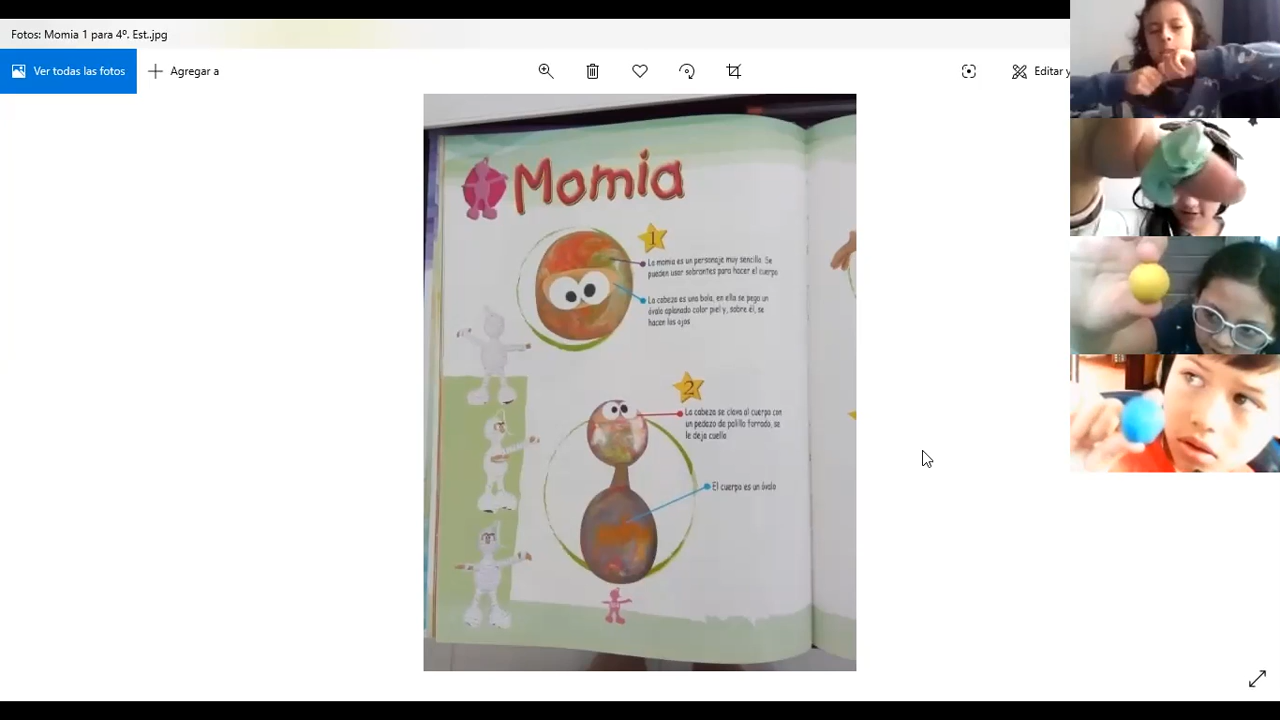 Fotos: Momia 1 para 4º. Est..jpg
Ver todas las fotos
Agregar a
Editar y
Momia
1
La momia es un personaje muy sencillo. Se
pueden usar sobrantes para hacer el cuerpo
La cabeza es una bola, en ella se pega un
óvalo aplanado color piel y, sobre él, se
hacen los ojos
2
La cabeza se clava al cuerpo con
un pedazo de palillo forrado, se
le deja cuello
El cuerpo es un óvalo